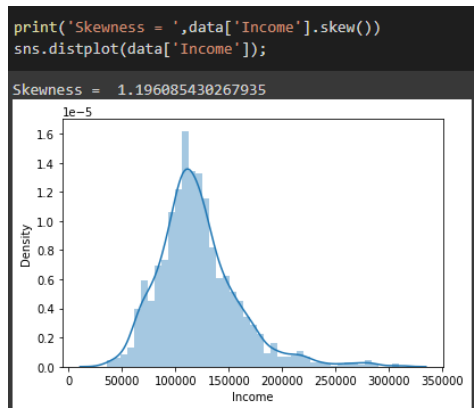 print('Skewness = ',data['Income'].skew())
sns.distplot(data['Income']);
Skewness =  1.196085430267935
1e-5
1.6
1.4
1.2
1.0
0.8
0.6
0.4
0.2
0.0
Density
0 50000 100000 150000 200000 250000 300000 350000
Income